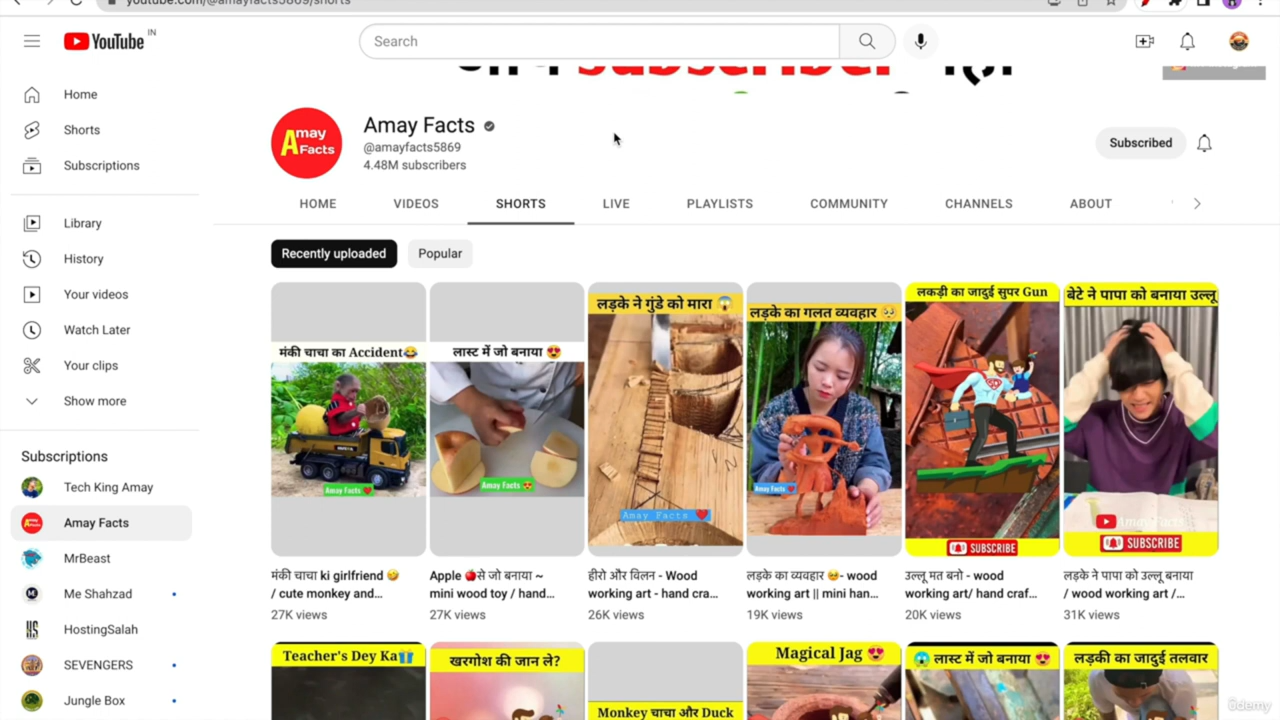 youtube.com/@amayfacts5869/shorts
YouTube IN
Search
Subscriber
Home
Shorts
Subscriptions
Library
History
Your videos
Watch Later
Your clips
Show more
Subscriptions
Tech King Amay
Amay Facts
MrBeast
Me Shahzad
HostingSalah
SEVENGERS
Jungle Box
Amay Facts
Amay Facts
@amayfacts5869
4.48M subscribers
Subscribed
HOME VIDEOS SHORTS LIVE PLAYLISTS COMMUNITY CHANNELS ABOUT
Recently uploaded Popular
मंकी चाचा का Accident😂
Amay Facts ❤️
मंकी चाचा ki girlfriend 🤣
/ cute monkey and...
27K views
लास्ट में जो बनाया 😍
Amay Facts 😍
Apple 🍎से जो बनाया ~
mini wood toy / hand...
27K views
लड़के ने गुंडे को मारा 😱
Amay Facts ❤️
हीरो और विलन - Wood
working art - hand cra...
26K views
लड़के का गलत व्यवहार 🥺
Amay Facts ❤️
लड़के का व्यवहार 🥺- wood
working art || mini han...
19K views
लकड़ी का जादुई सुपर Gun
SUBSCRIBE
उल्लू मत बनो - wood
working art/ hand craf...
20K views
बेटे ने पापा को बनाया उल्लू
Amay Facts
SUBSCRIBE
लड़के ने पापा को उल्लू बनाया
/ wood working art /...
31K views
Teacher's Dey Ka🎁
खरगोश की जान ले?
Monkey चाचा और Duck
Magical Jag 😍
😱 लास्ट में जो बनाया 😍
लड़की का जादुई तलवार
ûdemy